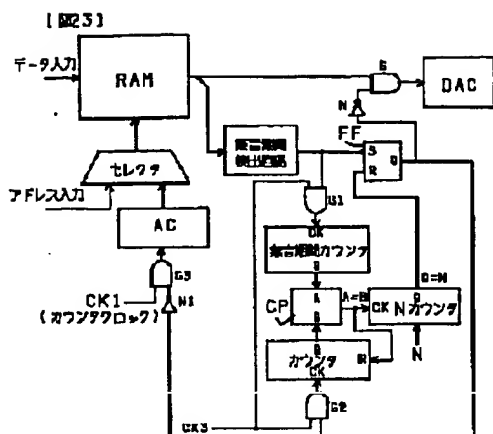 [図23]
データ入力
RAM
G
DAC
N
無音期間
検出回路
FF
S
Q
R
セレクタ
アドレス入力
G1
AC
CK
無音期間カウンタ
Q
G3
CK1
(カウンタクロック)
N1
CP
A
B
A=B
Q=N
Q
CK Nカウンタ
N
Q
カウンタ
CK
R
G2
CK3